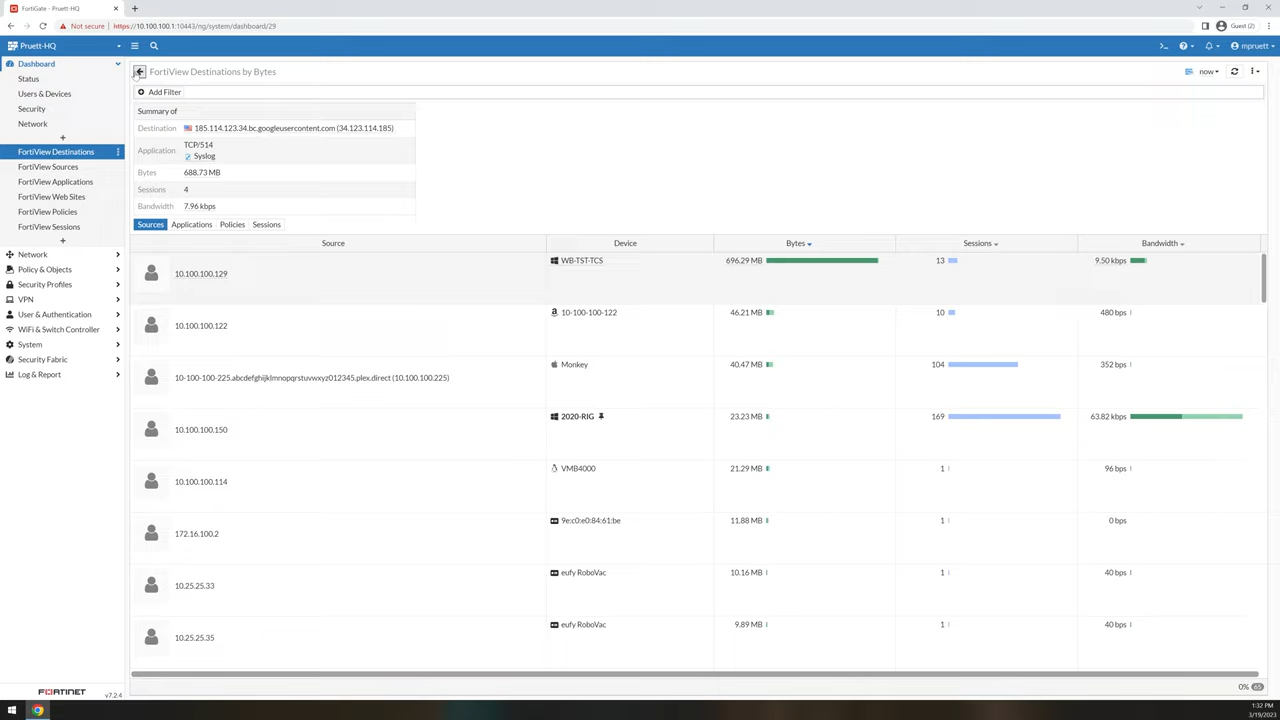 FortiGate
Not secure
https://10.100.100.1:10443/ng/system/dashboard/29
Guest (2)
Pruett-HQ
mpruett
Dashboard
Status
Users & Devices
Security
Network
+
FortiView Destinations
FortiView Sources
FortiView Applications
FortiView Web Sites
FortiView Policies
FortiView Sessions
+
Network
Policy & Objects
Security Profiles
VPN
User & Authentication
WiFi & Switch Controller
System
Security Fabric
Log & Report
FORTINET
v7.2.4
FortiView Destinations by Bytes
now
Add Filter
Summary of
Destination 185.114.123.34.bc.googleusercontent.com (34.123.114.185)
Application TCP/514
Syslog
Bytes 688.73 MB
Sessions 4
Bandwidth 7.96 kbps
Sources Applications Policies Sessions
Source Device Bytes Sessions Bandwidth
10.100.100.129 WB-TST-TCS 696.29 MB 13 9.50 kbps
10.100.100.122 10-100-100-122 46.21 MB 10 480 bps
10-100-100-225.abcdefghijklmnopqrstuvwxyz012345.plex.direct (10.100.100.225) Monkey 40.47 MB 104 352 bps
10.100.100.150 2020-RIG 23.23 MB 169 63.82 kbps
10.100.100.114 VMB4000 21.29 MB 1 96 bps
172.16.100.2 9e:c0:e0:84:61:be 11.88 MB 1 0 bps
10.25.25.33 eufy RoboVac 10.16 MB 1 40 bps
10.25.25.35 eufy RoboVac 9.89 MB 1 40 bps
0% 65
1:32 PM
3/19/2023